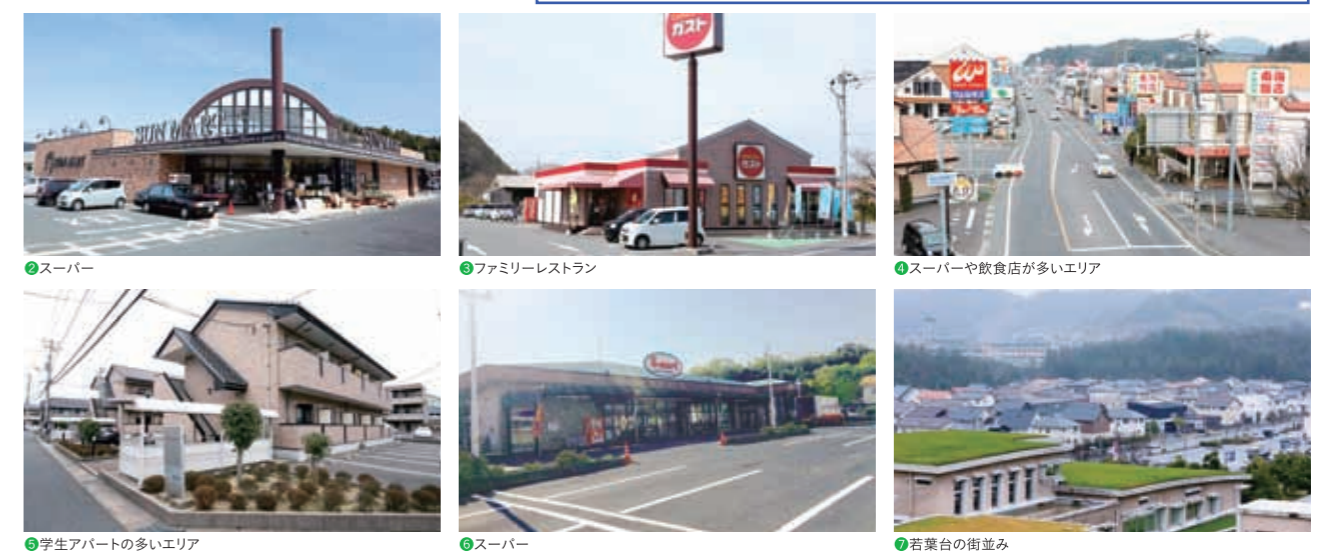 SUN MART
ガスト
ガスト
❷スーパー
❸ファミリーレストラン
❹スーパーや飲食店が多いエリア
❺学生アパートの多いエリア
❻スーパー
❼若葉台の街並み